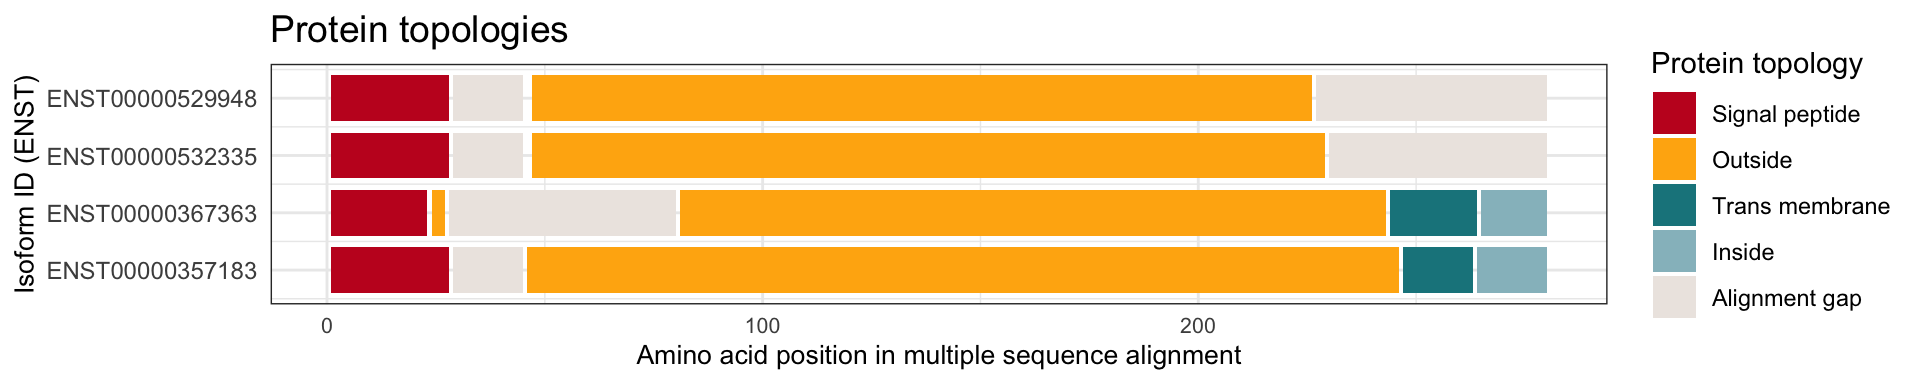 Protein topologies
Isoform ID (ENST)
ENST00000529948
ENST00000532335
ENST00000367363
ENST00000357183
0 100 200
Amino acid position in multiple sequence alignment
Protein topology
Signal peptide
Outside
Trans membrane
Inside
Alignment gap